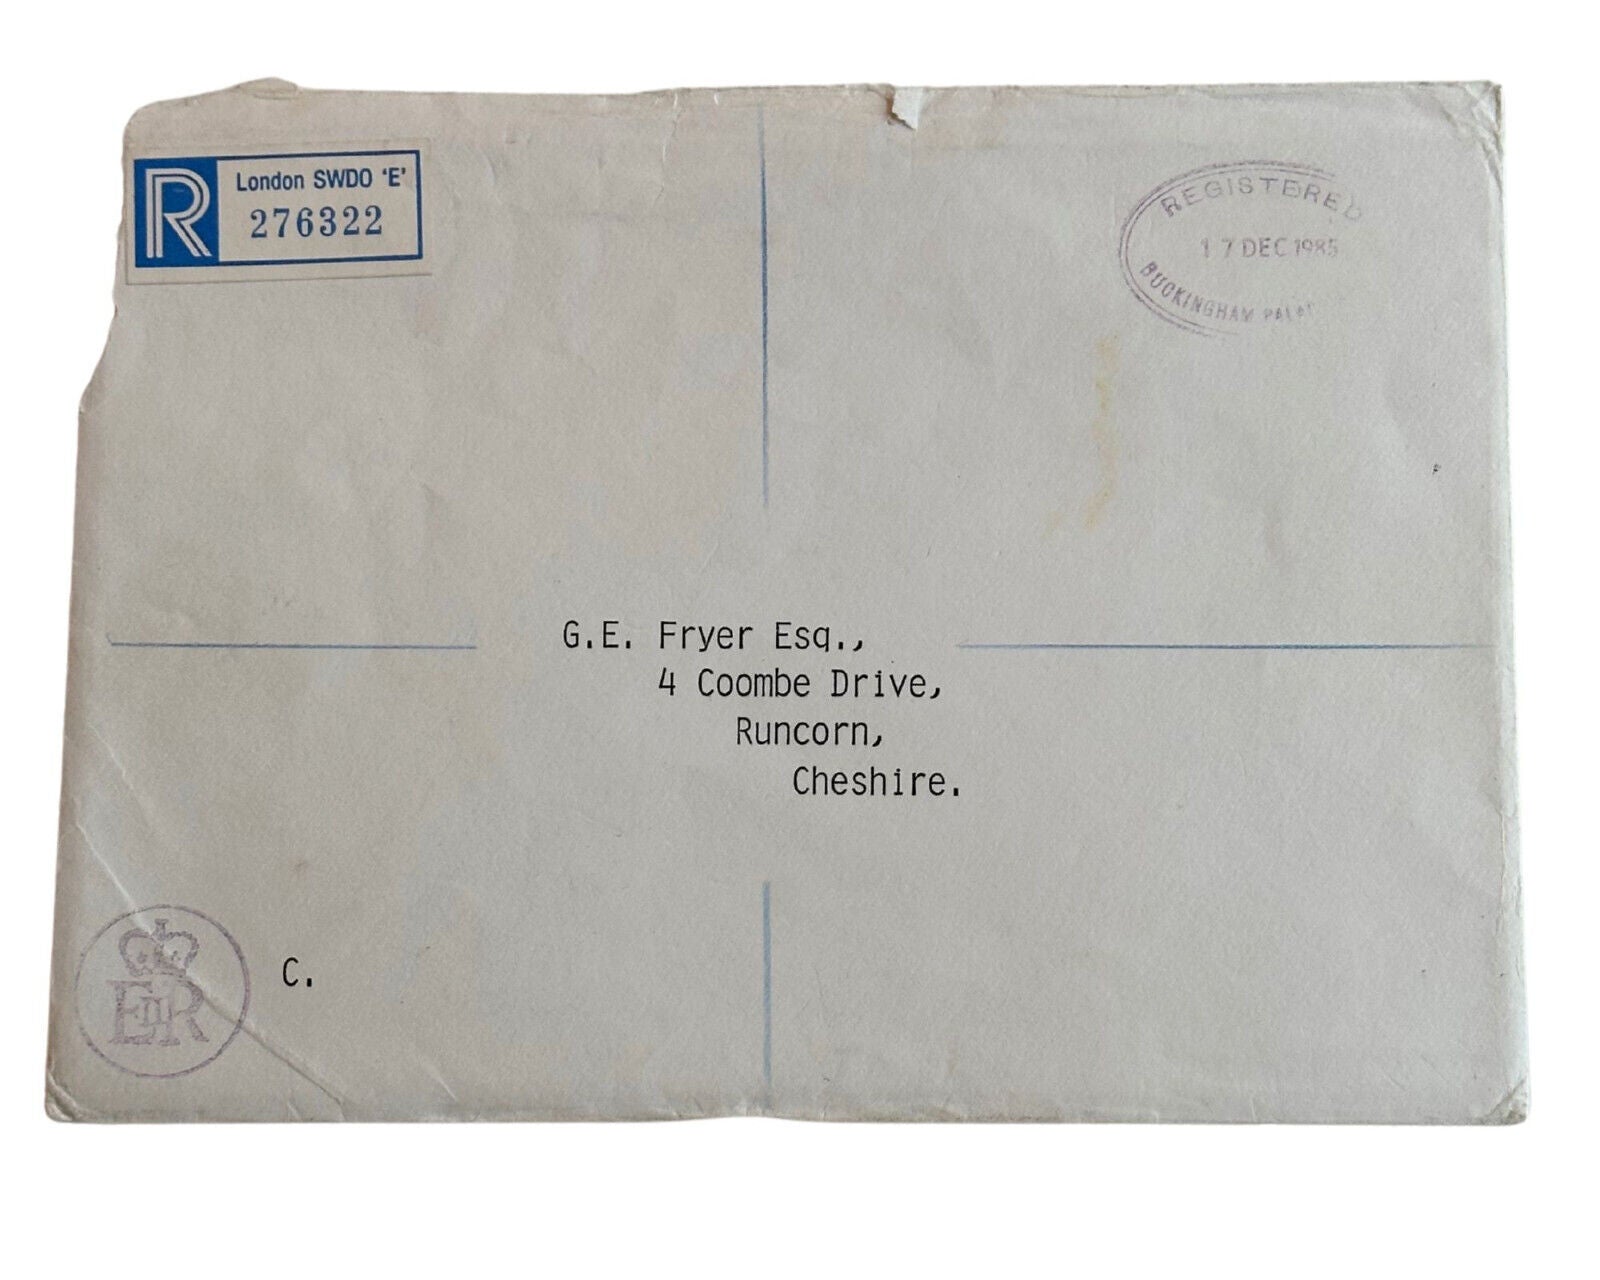 R
London SWDO 'E'
276322
REGISTERED
17 DEC 1985
BUCKINGHAM
G.E. Fryer Esq.,
4 Coombe Drive,
Runcorn,
Cheshire.
EIIR
C.